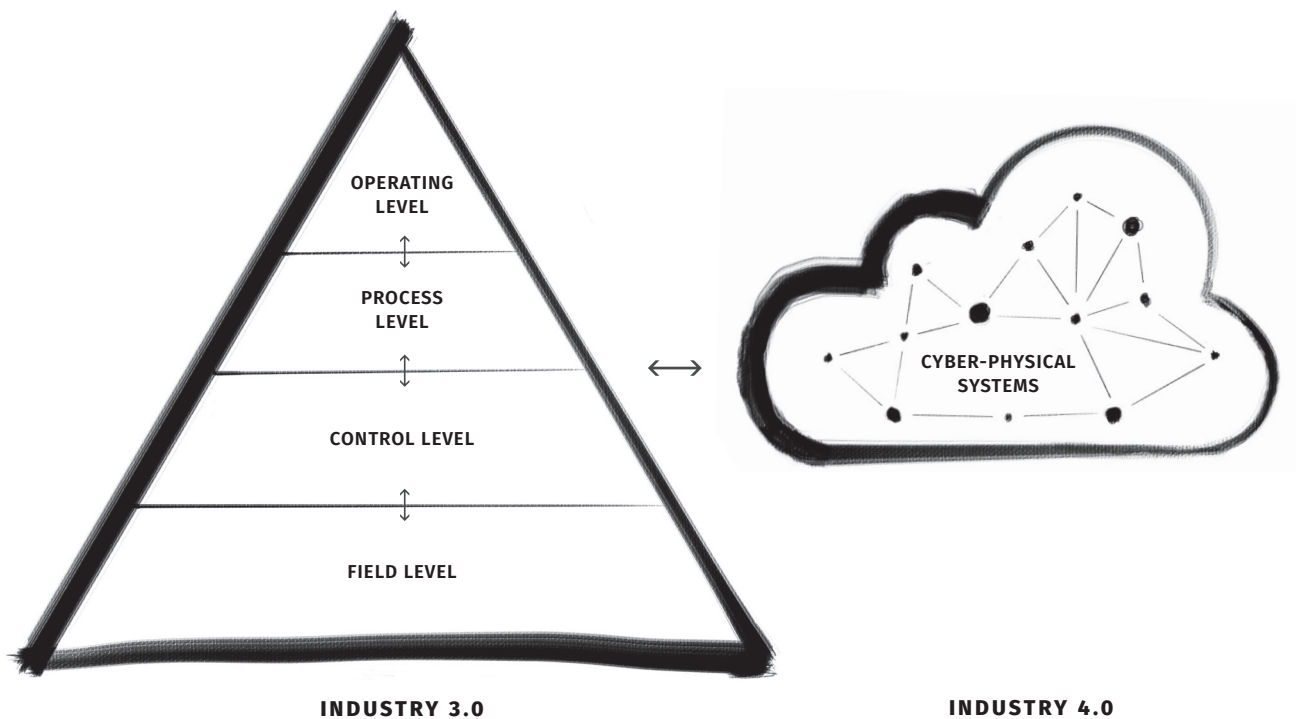 OPERATING
LEVEL
PROCESS
LEVEL
CONTROL LEVEL
FIELD LEVEL
INDUSTRY 3.0
CYBER-PHYSICAL
SYSTEMS
INDUSTRY 4.0